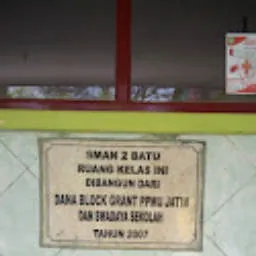 SMAN 2 BATU
RUANG KELAS INI
DIBANGUN DARI
DANA BLOCK GRANT PPMU JATIM
DAN SWADAYA SEKOLAH
TAHUN 2007